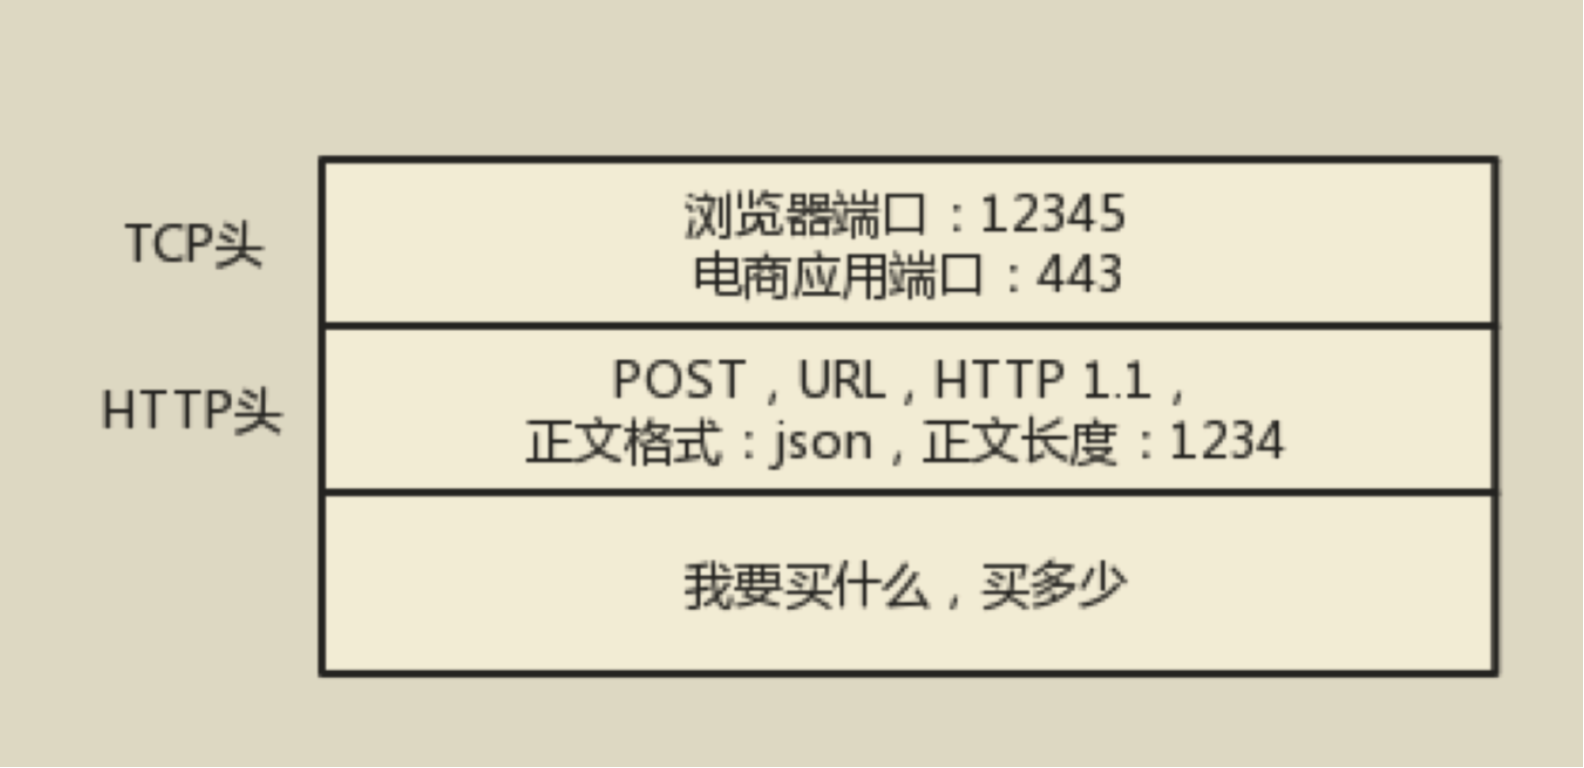 TCP头
浏览器端口：12345
电商应用端口：443
HTTP头
POST，URL，HTTP 1.1，
正文格式：json，正文长度：1234
我要买什么，买多少